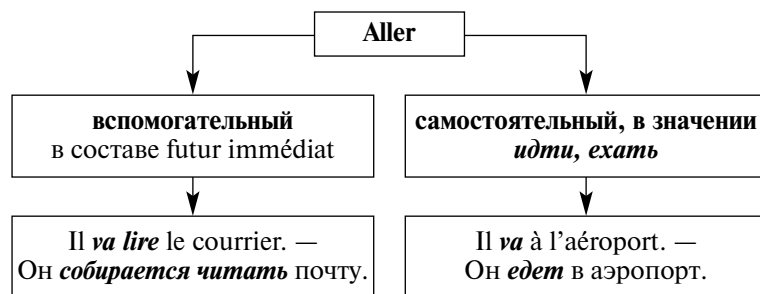 Aller
вспомогательный
в составе futur immédiat
самостоятельный, в значении
идти, ехать
Il va lire le courrier. —
Он собирается читать почту.
Il va à l’aéroport. —
Он едет в аэропорт.